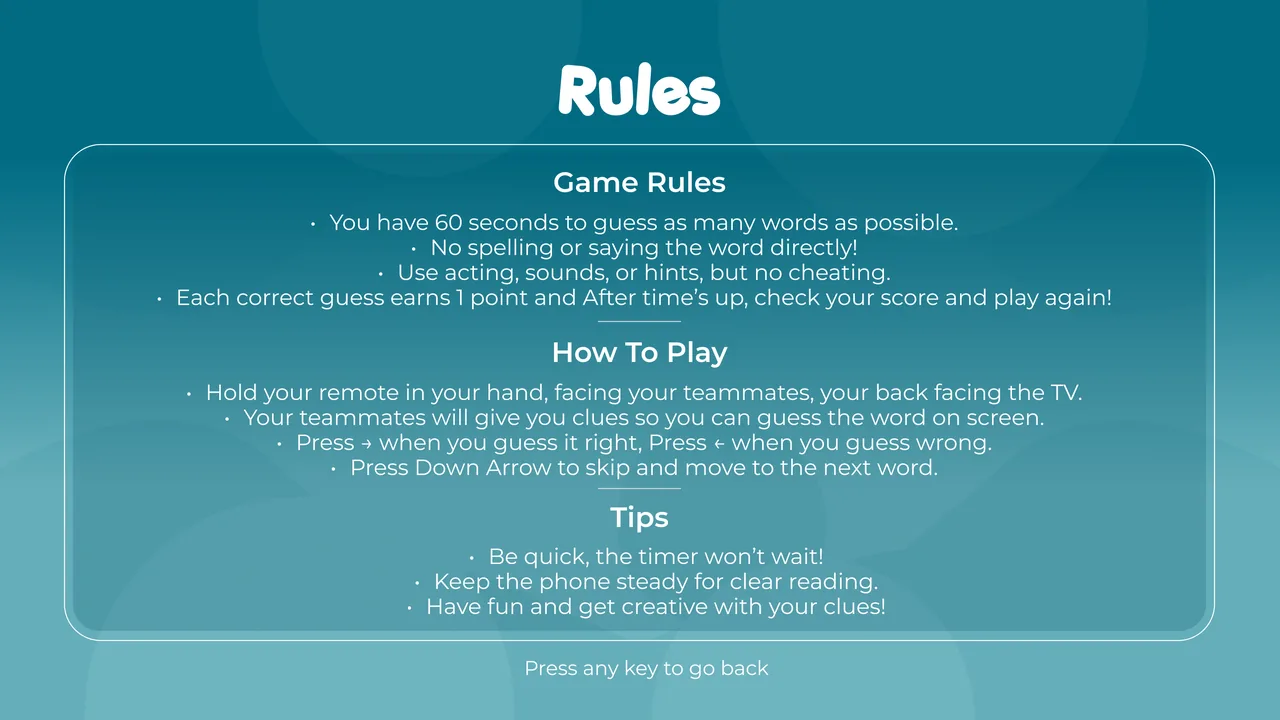 Rules
Game Rules
• You have 60 seconds to guess as many words as possible.
• No spelling or saying the word directly!
• Use acting, sounds, or hints, but no cheating.
• Each correct guess earns 1 point and After time’s up, check your score and play again!
How To Play
• Hold your remote in your hand, facing your teammates, your back facing the TV.
• Your teammates will give you clues so you can guess the word on screen.
• Press → when you guess it right, Press ← when you guess wrong.
• Press Down Arrow to skip and move to the next word.
Tips
• Be quick, the timer won’t wait!
• Keep the phone steady for clear reading.
• Have fun and get creative with your clues!
Press any key to go back